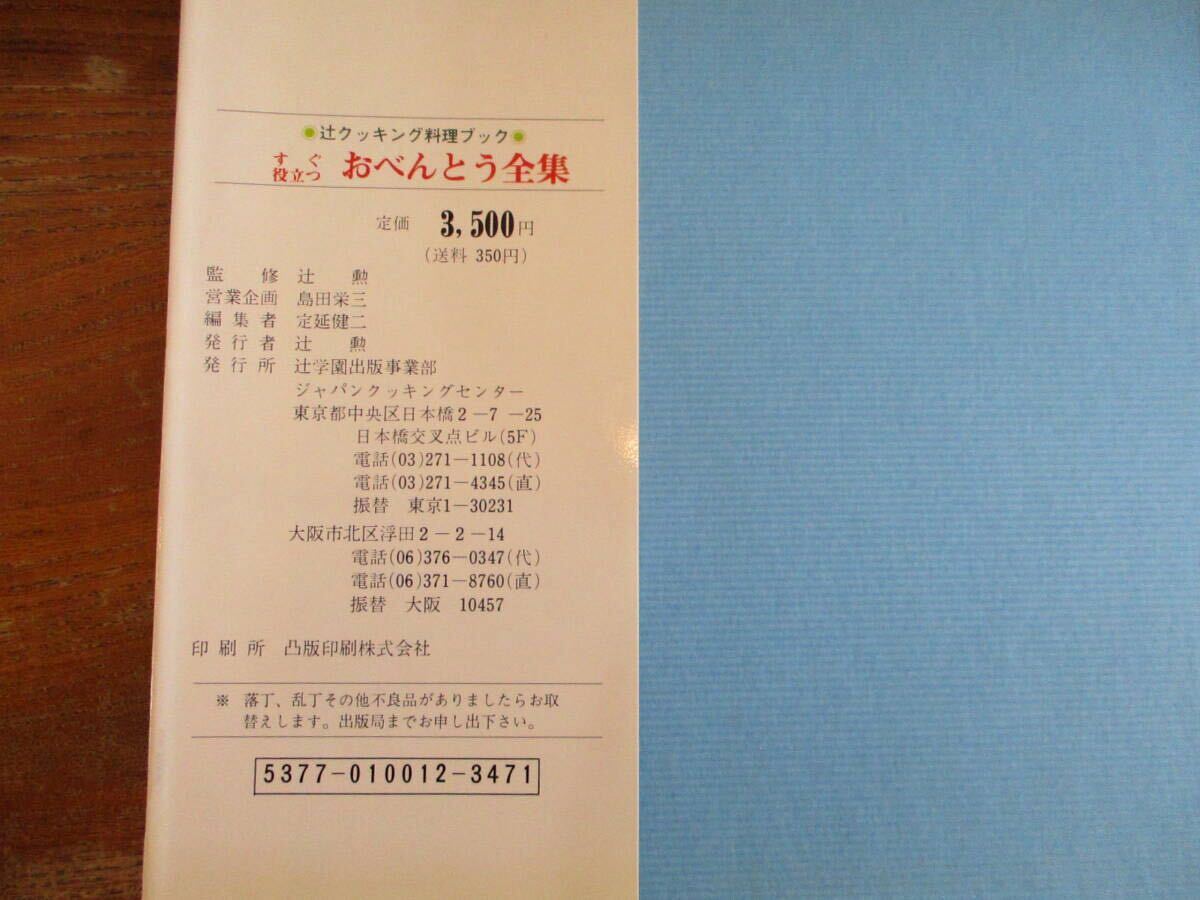 ●辻クッキング料理ブック●
すぐ役立つ おべんとう全集
定価 3,500円
(送料 350円)
監修 辻 勲
営業企画 島田栄三
編集者 定延健二
発行者 辻 勲
発行所 辻学園出版事業部
ジャパンクッキングセンター
東京都中央区日本橋2-7-25
日本橋交叉点ビル(5F)
電話(03)271-1108(代)
電話(03)271-4345(直)
振替 東京1-30231
大阪市北区浮田2-2-14
電話(06)376-0347(代)
電話(06)371-8760(直)
振替 大阪 10457
印刷所 凸版印刷株式会社
※ 落丁、乱丁その他不良品がありましたらお取
替えします。出版局までお申し出下さい。
5377-010012-3471